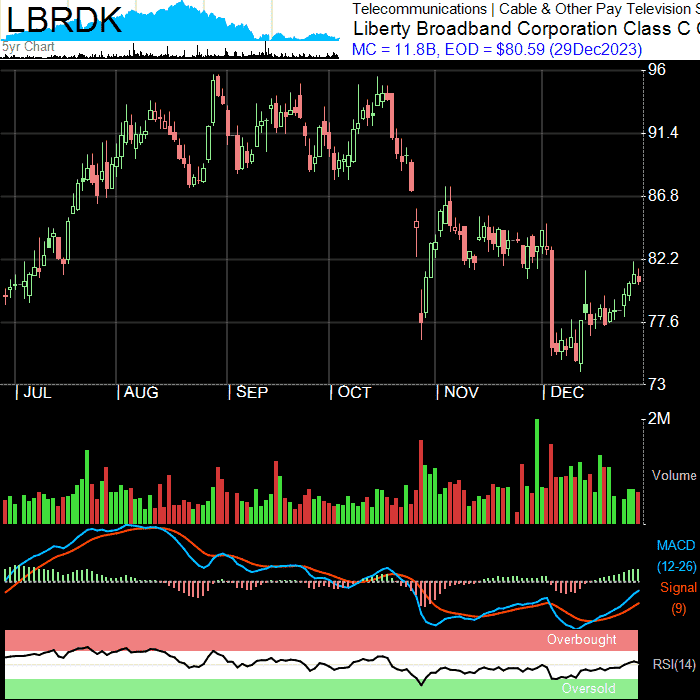 LBRDK
5yr Chart
Telecommunications | Cable & Other Pay Television S
Liberty Broadband Corporation Class C
MC = 11.8B, EOD = $80.59 (29Dec2023)
96
91.4
86.8
82.2
77.6
73
JUL AUG SEP OCT NOV DEC
2M
Volume
MACD
(12-26)
Signal
(9)
Overbought
RSI(14)
Oversold